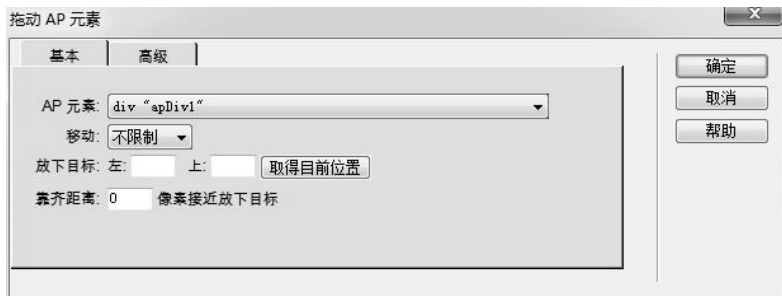 拖动 AP 元素
基本 高级
AP 元素: div "apDiv1"
移动: 不限制
放下目标: 左: 上: 取得目前位置
靠齐距离: 0 像素接近放下目标
确定
取消
帮助